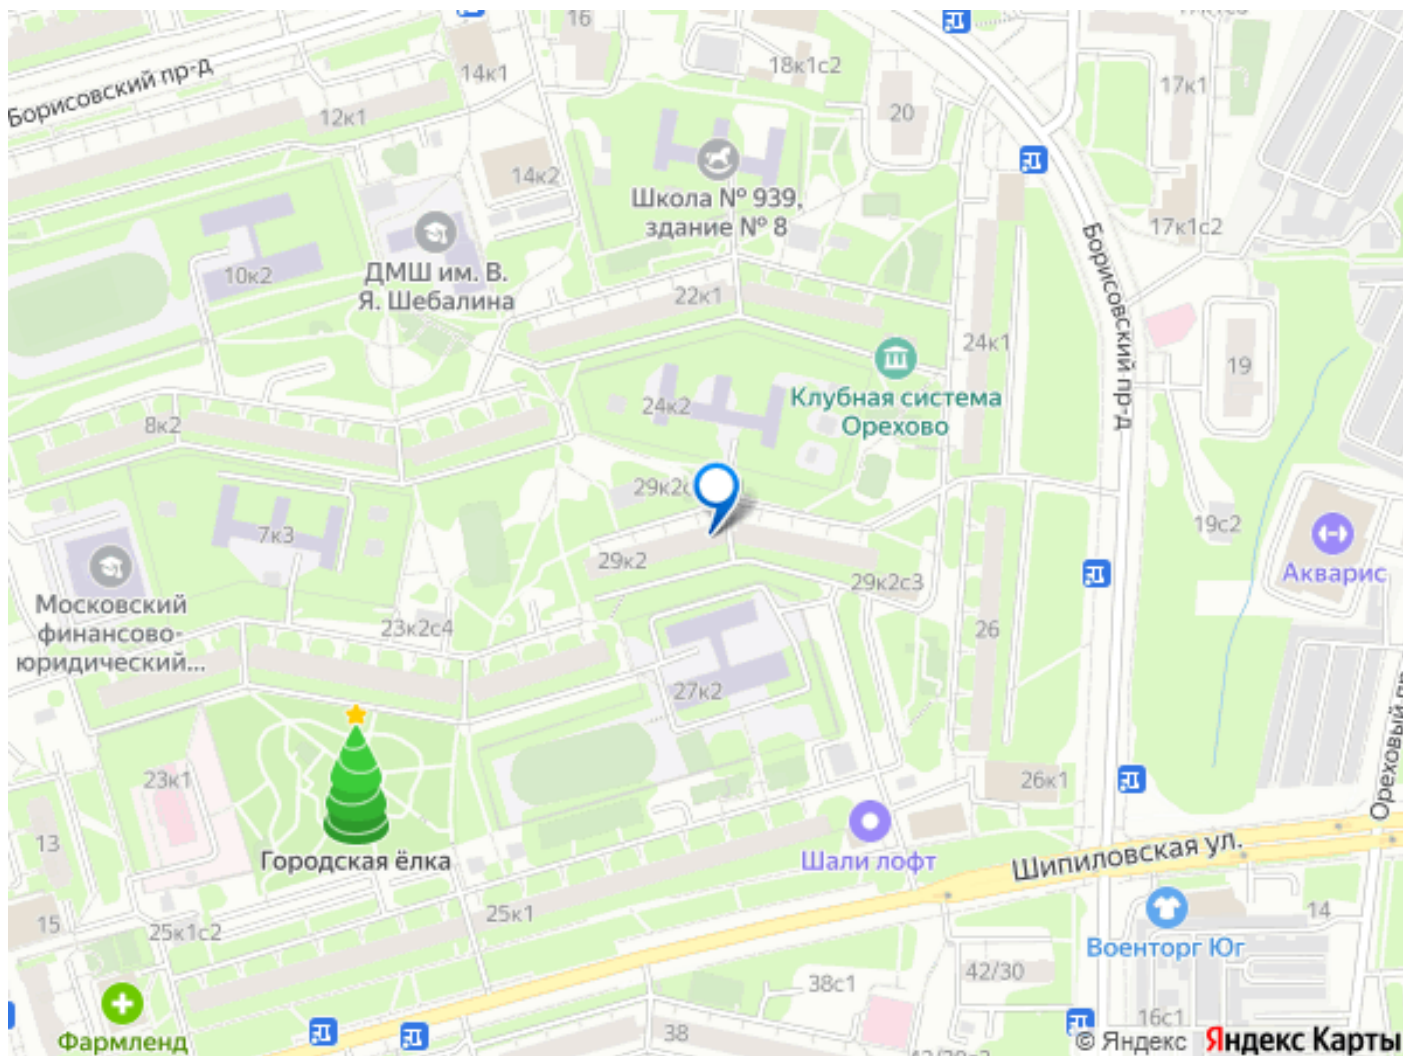 16
14к1
18к1с2
17к1
Борисовский пр-д
12к1
20
14к2
Школа № 939,
здание № 8
17к1с2
ДМШ им. В.
Я. Шебалина
10к2
Борисовский пр-д
22к1
24к1
19
Клубная система
Орехово
24к2
8к2
29к2с
19с2
7к3
29к2
29к2с3
Акварис
Московский
финансово-
юридический...
23к2с4
26
27к2
Ореховый пр
23к1
26к1
13
Городская ёлка
Шали лофт
Шипиловская ул.
25к1
15
25к1с2
14
Военторг Юг
42/30
38с1
16с1
Фармленд
38
© Яндекс Яндекс Карты